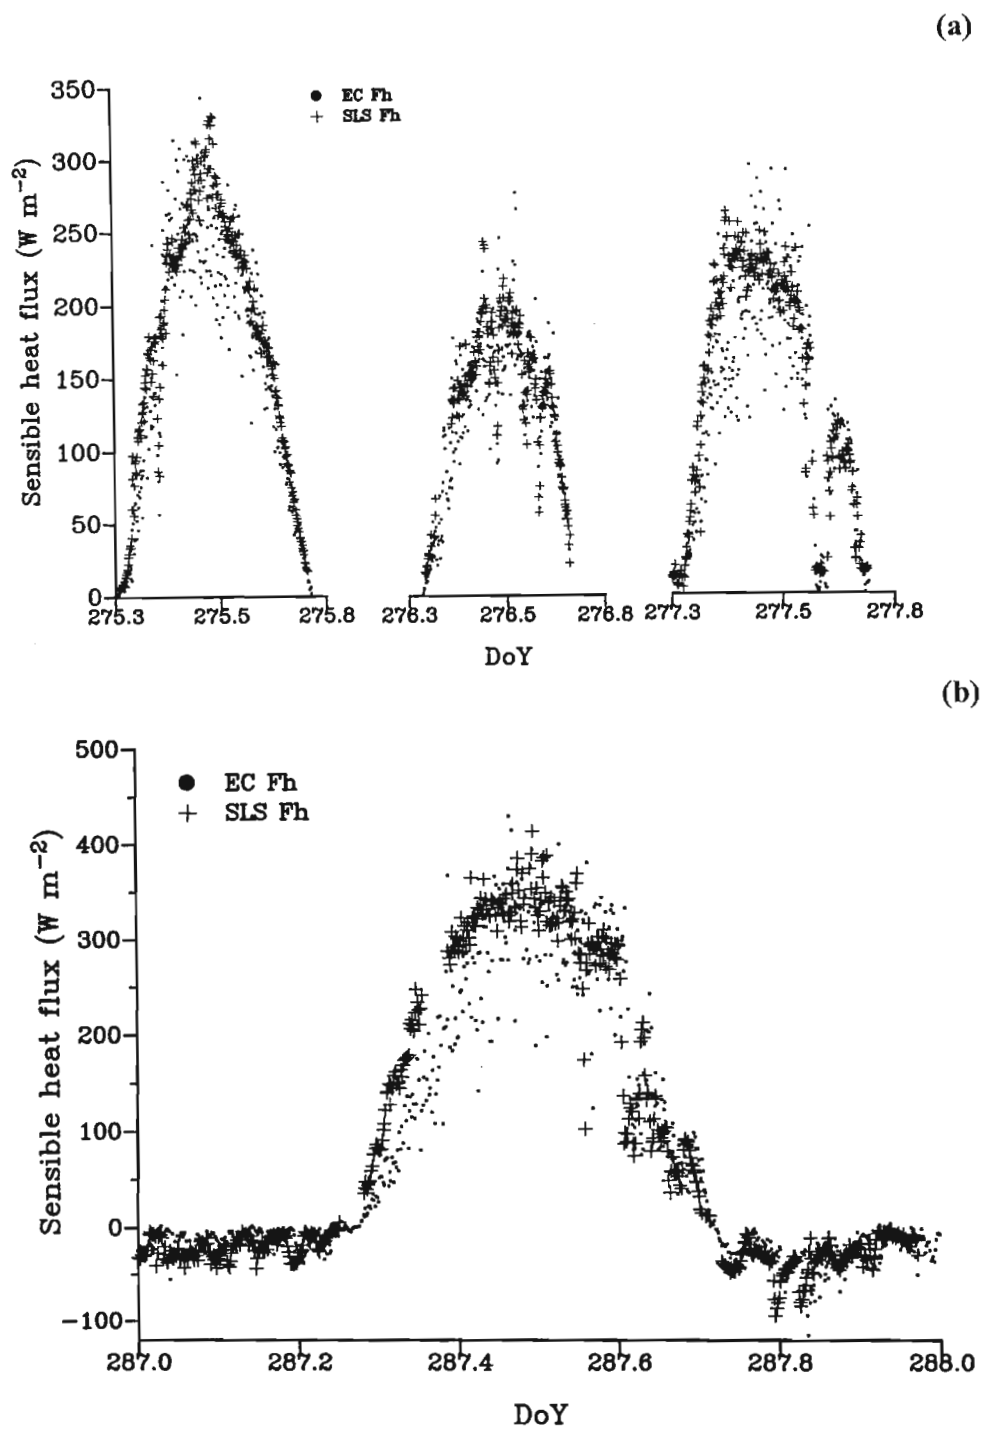 (a)
350
EC Fh
SLS Fh
300
250
200
150
100
50
0
Sensible heat flux (W m−2)
275.3 275.5 275.8 276.3 276.5 276.8 277.3 277.5 277.8
DoY
(b)
500
EC Fh
SLS Fh
400
300
200
100
0
−100
Sensible heat flux (W m−2)
287.0 287.2 287.4 287.6 287.8 288.0
DoY